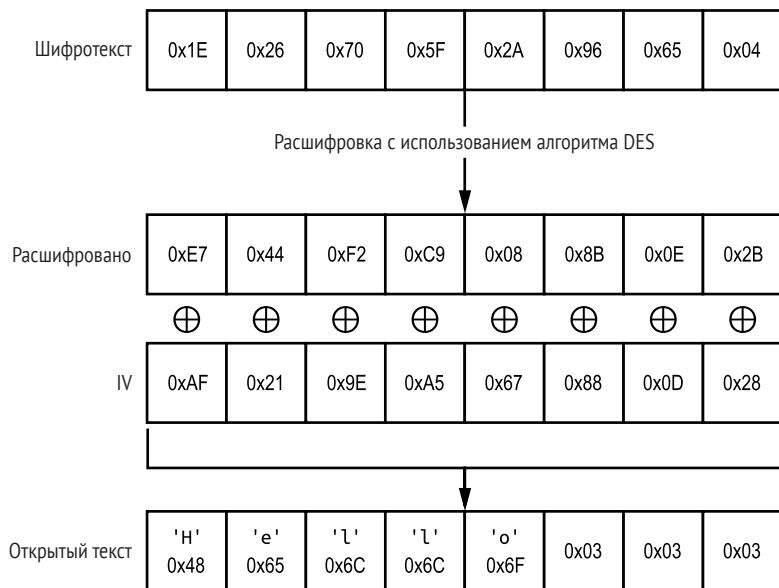 Шифротекст 0x1E 0x26 0x70 0x5F 0x2A 0x96 0x65 0x04
Расшифровка с использованием алгоритма DES
Расшифровано 0xE7 0x44 0xF2 0xC9 0x08 0x8B 0x0E 0x2B
IV 0xAF 0x21 0x9E 0xA5 0x67 0x88 0x0D 0x28
'H' 'e' 'l' 'l' 'o'
Открытый текст 0x48 0x65 0x6C 0x6C 0x6F 0x03 0x03 0x03